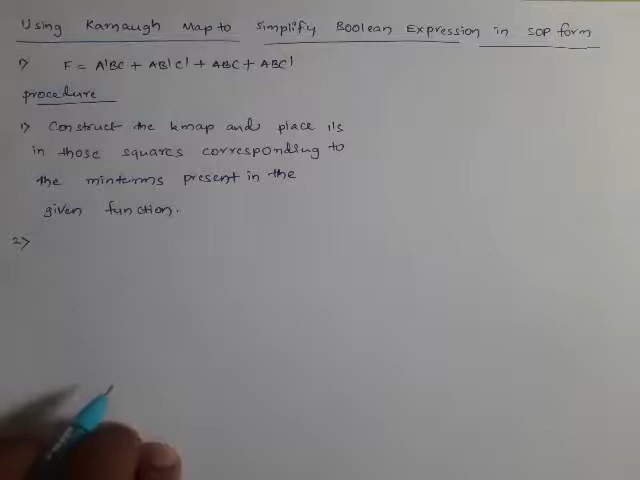 Using Karnaugh Map to Simplify Boolean Expression in SOP form
1) F = A'BC + AB'C' + ABC + ABC'
procedure
1) Construct the kmap and place 1's
in those squares corresponding to
the minterms present in the
given function.
2)